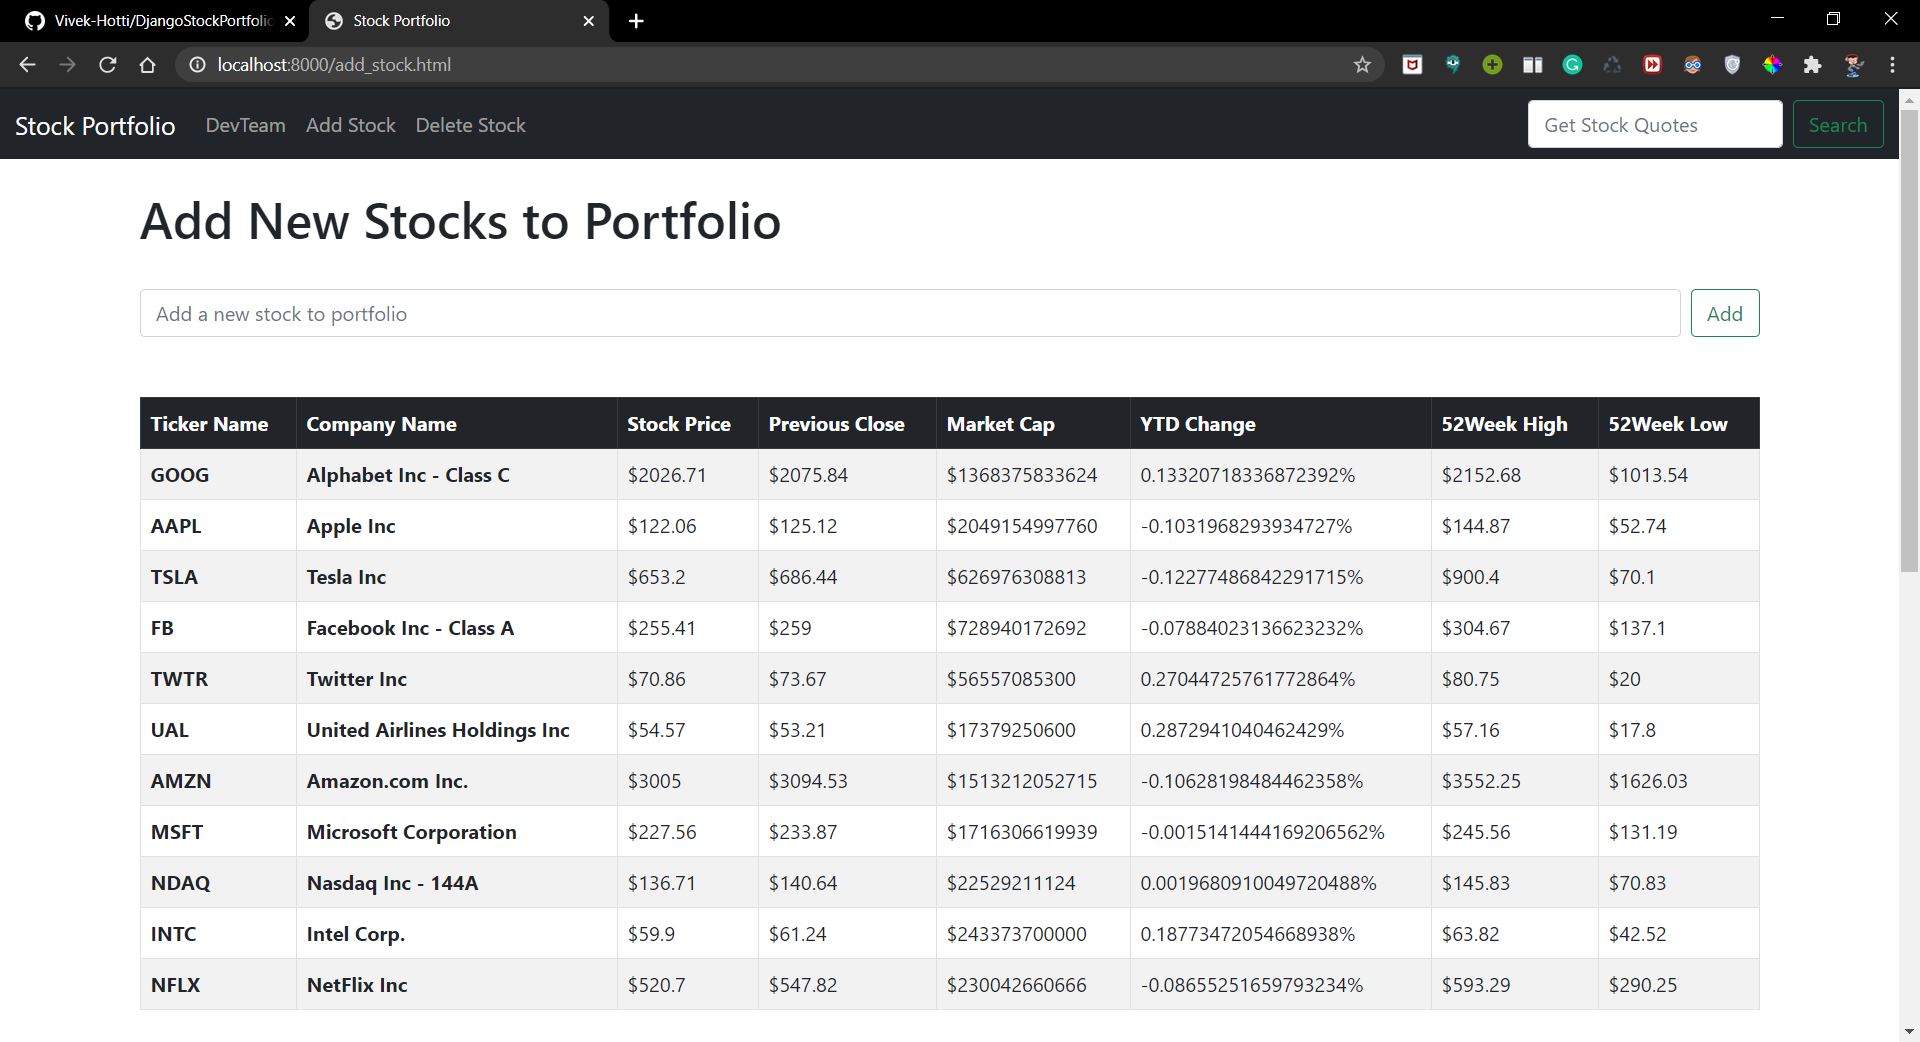 Vivek-Hotti/DjangoStockPortfolio
Stock Portfolio
localhost:8000/add_stock.html
Stock Portfolio DevTeam Add Stock Delete Stock Get Stock Quotes Search
Add New Stocks to Portfolio
Add a new stock to portfolio Add
Ticker Name Company Name Stock Price Previous Close Market Cap YTD Change 52Week High 52Week Low
GOOG Alphabet Inc - Class C $2026.71 $2075.84 $1368375833624 0.13320718336872392% $2152.68 $1013.54
AAPL Apple Inc $122.06 $125.12 $2049154997760 -0.1031968293934727% $144.87 $52.74
TSLA Tesla Inc $653.2 $686.44 $626976308813 -0.12277486842291715% $900.4 $70.1
FB Facebook Inc - Class A $255.41 $259 $728940172692 -0.07884023136623232% $304.67 $137.1
TWTR Twitter Inc $70.86 $73.67 $56557085300 0.270447257617728​64% $80.75 $20
UAL United Airlines Holdings Inc $54.57 $53.21 $17379250600 0.2872941040462429% $57.16 $17.8
AMZN Amazon.com Inc. $3005 $3094.53 $1513212052715 -0.10628198484462358% $3552.25 $1626.03
MSFT Microsoft Corporation $227.56 $233.87 $1716306619939 -0.0015141444169206562% $245.56 $131.19
NDAQ Nasdaq Inc - 144A $136.71 $140.64 $22529211124 0.0019680910049720488% $145.83 $70.83
INTC Intel Corp. $59.9 $61.24 $243373700000 0.18773472054668938% $63.82 $42.52
NFLX NetFlix Inc $520.7 $547.82 $230042660666 -0.08655251659793234% $593.29 $290.25